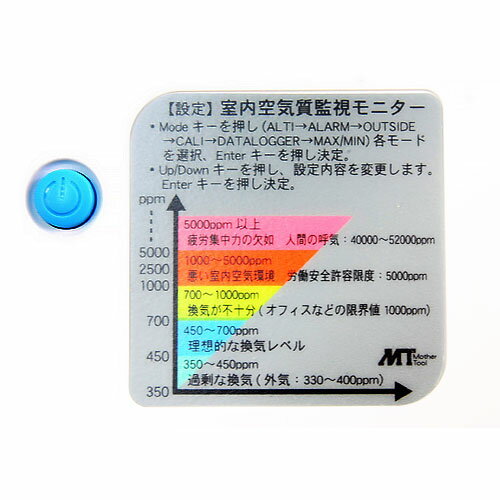 【設定】室内空気質監視モニター
・Mode キーを押し(ALTI→ALARM→OUTSIDE
→CALI→DATALOGGER→MAX/MIN)各モード
を選択、Enter キーを押し決定。
・Up/Down キーを押し、設定内容を変更します。
Enter キーを押し決定。
ppm
5000ppm 以上
疲労集中力の欠如 人間の呼気：40000～52000ppm
5000
1000～5000ppm
2500
悪い室内空気環境 労働安全許容限度：5000ppm
1000
700～1000ppm
換気が不十分(オフィスなどの限界値 1000ppm)
700
450～700ppm
理想的な換気レベル
450
350～450ppm
過剰な換気(外気：330～400ppm)
350
MT Mother
Tool